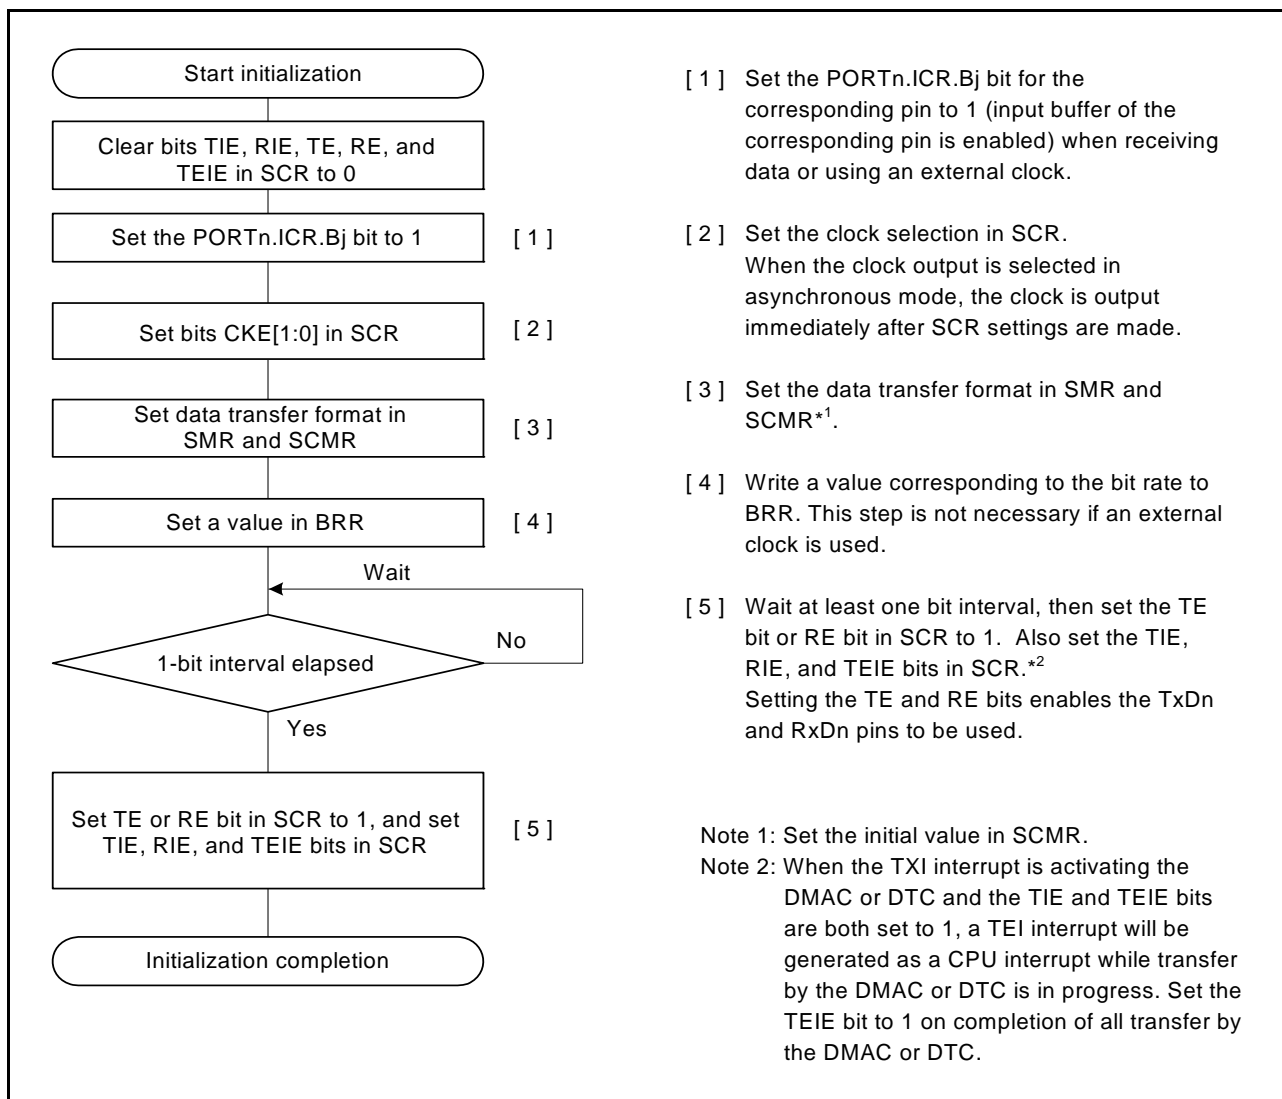 Start initialization
Clear bits TIE, RIE, TE, RE, and
TEIE in SCR to 0
Set the PORTn.ICR.Bj bit to 1
[ 1 ]
Set bits CKE[1:0] in SCR
[ 2 ]
Set data transfer format in
SMR and SCMR
[ 3 ]
Set a value in BRR
[ 4 ]
Wait
1-bit interval elapsed
No
Yes
Set TE or RE bit in SCR to 1, and set
TIE, RIE, and TEIE bits in SCR
[ 5 ]
Initialization completion
[ 1 ] Set the PORTn.ICR.Bj bit for the
corresponding pin to 1 (input buffer of the
corresponding pin is enabled) when receiving
data or using an external clock.
[ 2 ] Set the clock selection in SCR.
When the clock output is selected in
asynchronous mode, the clock is output
immediately after SCR settings are made.
[ 3 ] Set the data transfer format in SMR and
SCMR*1.
[ 4 ] Write a value corresponding to the bit rate to
BRR. This step is not necessary if an external
clock is used.
[ 5 ] Wait at least one bit interval, then set the TE
bit or RE bit in SCR to 1. Also set the TIE,
RIE, and TEIE bits in SCR.*2
Setting the TE and RE bits enables the TxDn
and RxDn pins to be used.
Note 1: Set the initial value in SCMR.
Note 2: When the TXI interrupt is activating the
DMAC or DTC and the TIE and TEIE bits
are both set to 1, a TEI interrupt will be
generated as a CPU interrupt while transfer
by the DMAC or DTC is in progress. Set the
TEIE bit to 1 on completion of all transfer by
the DMAC or DTC.